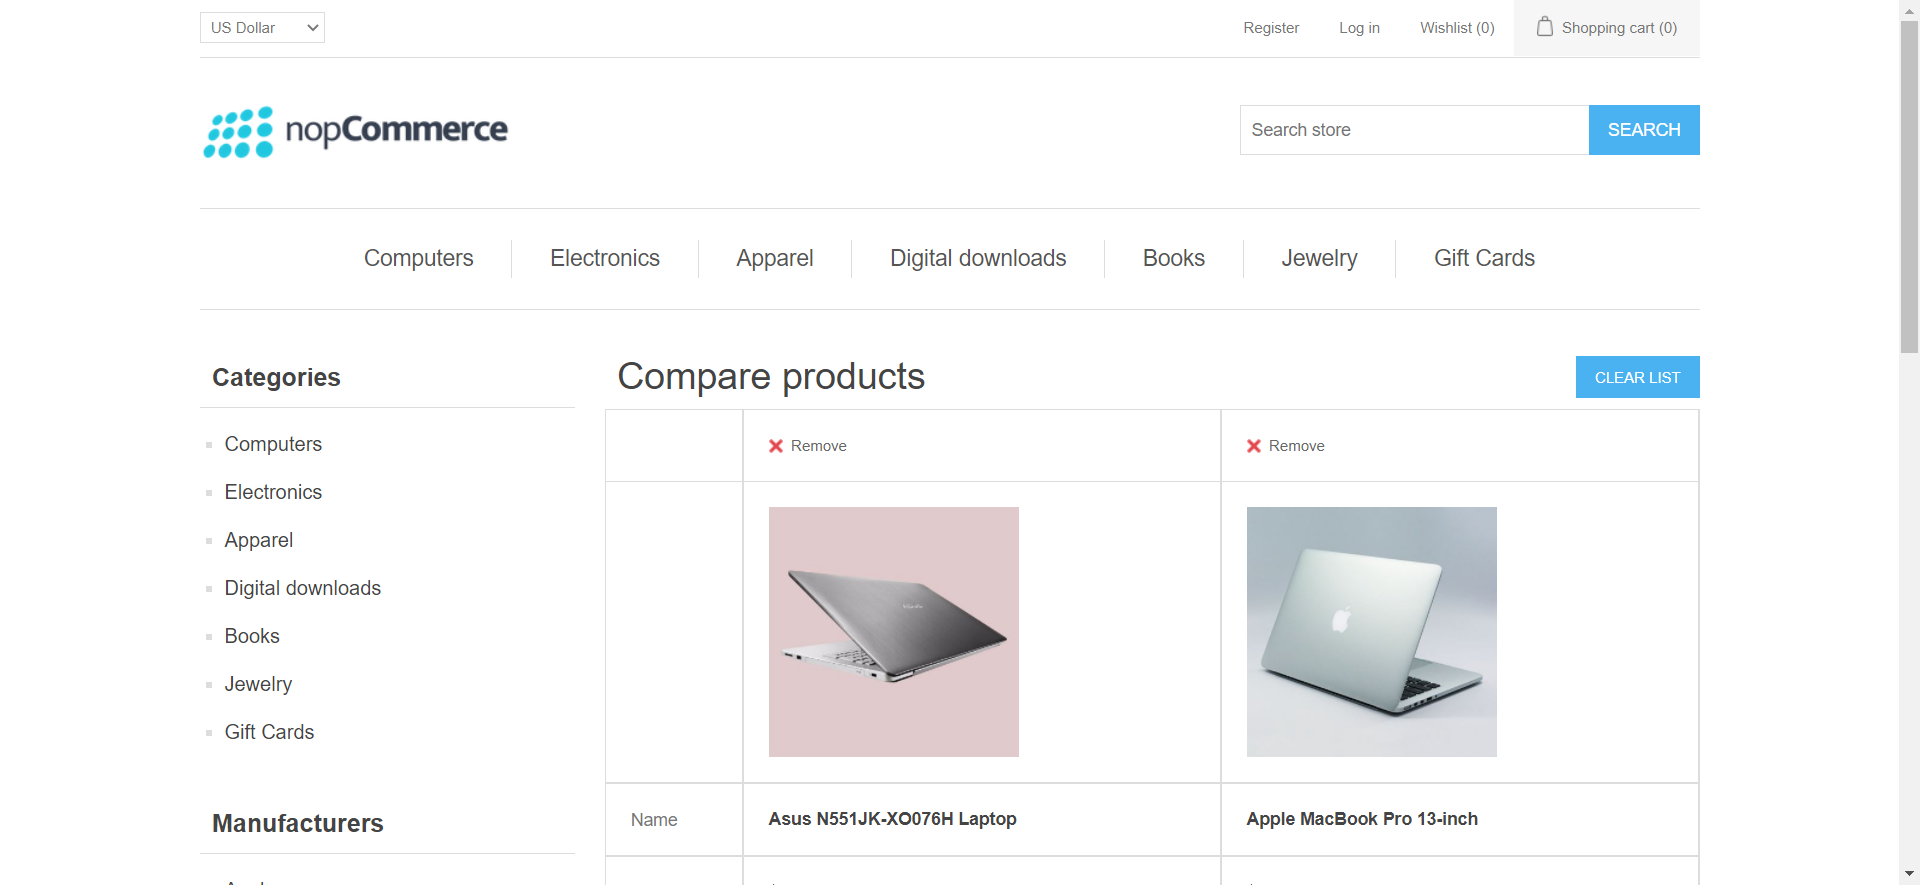 US Dollar
Register
Log in
Wishlist (0)
Shopping cart (0)
nopCommerce
Search store
SEARCH
Computers
Electronics
Apparel
Digital downloads
Books
Jewelry
Gift Cards
Categories
Computers
Electronics
Apparel
Digital downloads
Books
Jewelry
Gift Cards
Manufacturers
Compare products
CLEAR LIST
Remove
Remove
Name
Asus N551JK-XO076H Laptop
Apple MacBook Pro 13-inch